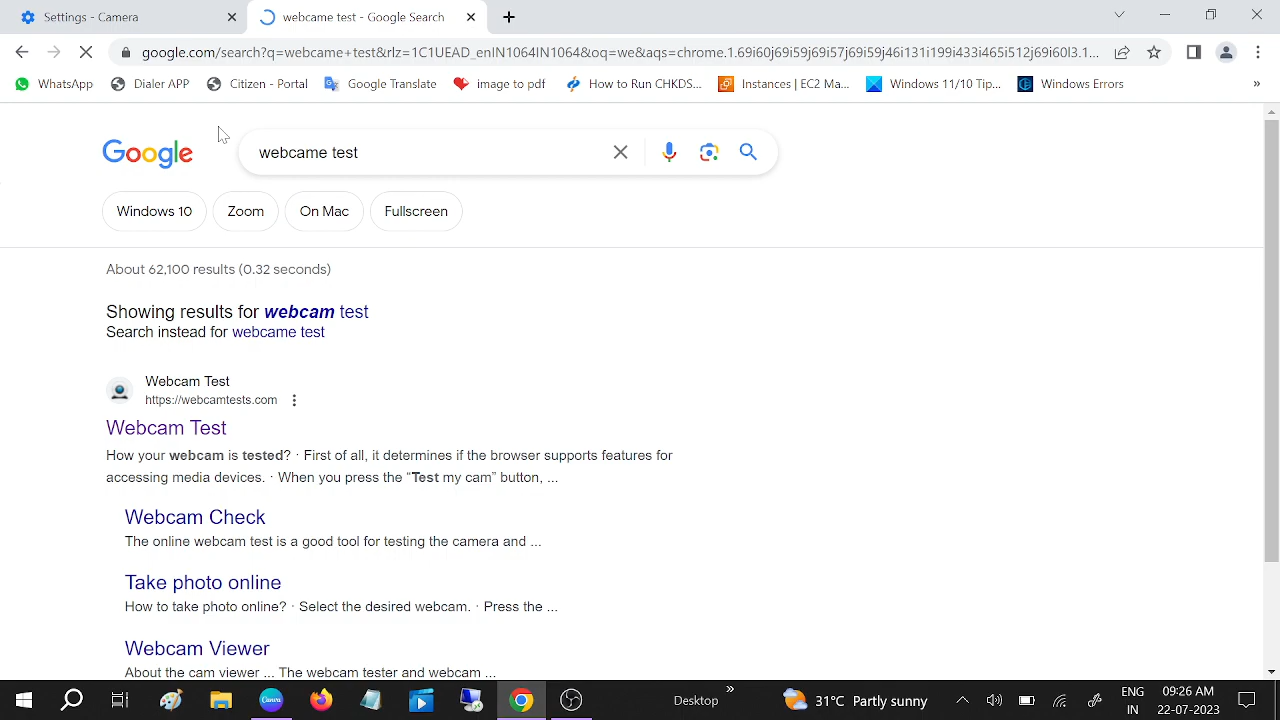 Settings - Camera
webcame test - Google Search
google.com/search?q=webcame+test&rlz=1C1UEAD_enIN1064IN1064&oq=we&aqs=chrome.1.69i60j69i59j69i57j69i59j46i131i199i433i465i512j69i60l3.1...
WhatsApp
Dialer APP
Citizen - Portal
Google Translate
image to pdf
How to Run CHKDS...
Instances | EC2 Ma...
Windows 11/10 Tip...
Windows Errors
»
Google
webcame test
Windows 10
Zoom
On Mac
Fullscreen
About 62,100 results (0.32 seconds)
Showing results for webcam test
Search instead for webcame test
Webcam Test
https://webcamtests.com
Webcam Test
How your webcam is tested? · First of all, it determines if the browser supports features for
accessing media devices. · When you press the “Test my cam” button, ...
Webcam Check
The online webcam test is a good tool for testing the camera and ...
Take photo online
How to take photo online? · Select the desired webcam. · Press the ...
Webcam Viewer
About the cam viewer ... The webcam tester and webcam ...
Canva
Desktop
»
31°C Partly sunny
ENG
IN
09:26 AM
22-07-2023